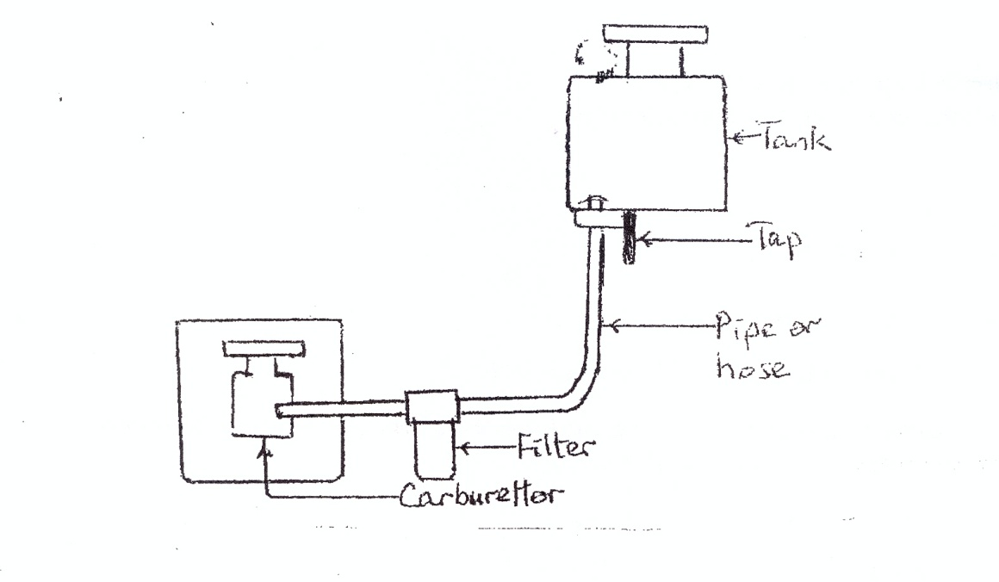 Tank
Tap
Pipe or
hose
Filter
Carburettor